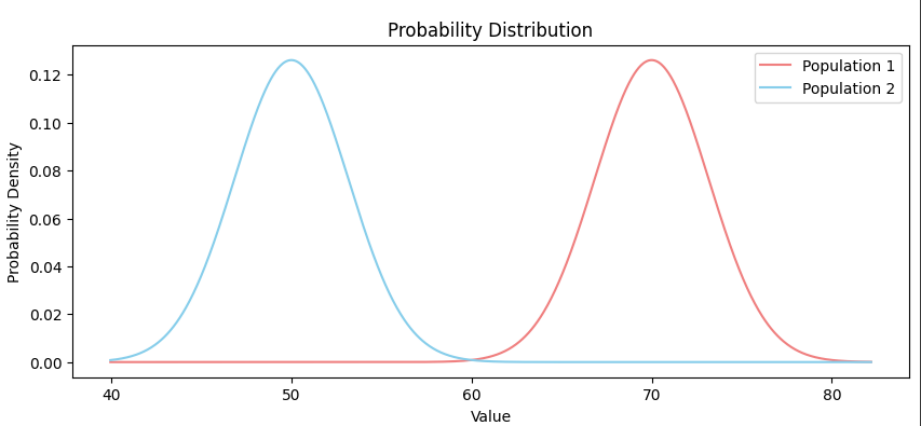 Probability Distribution
Population 1
Population 2
Probability Density
0.12
0.10
0.08
0.06
0.04
0.02
0.00
40 50 60 70 80
Value